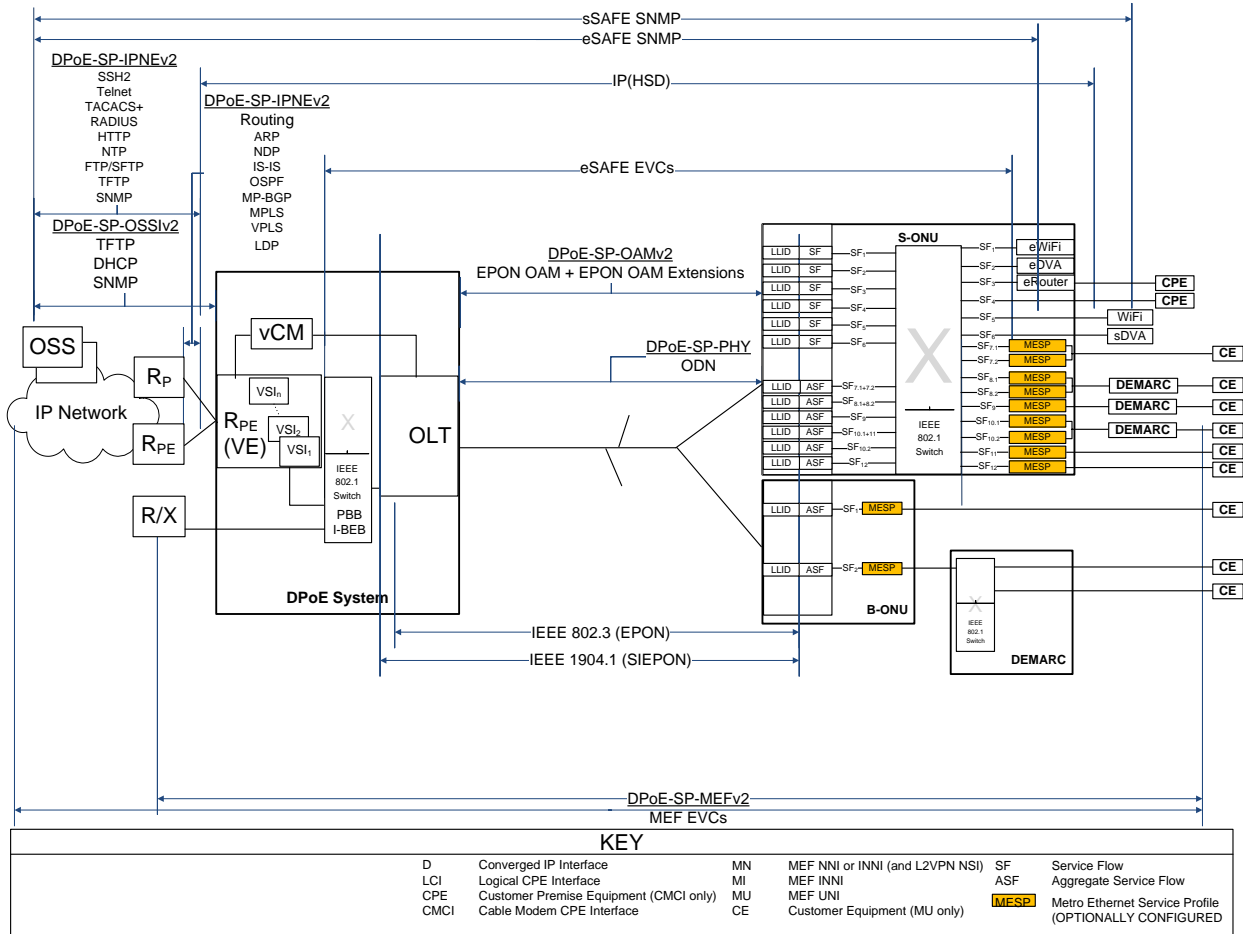 sSAFE SNMP
eSAFE SNMP
DPoE-SP-IPNEv2
SSH2
Telnet
TACACS+
RADIUS
HTTP
NTP
FTP/SFTP
TFTP
SNMP
DPoE-SP-OSSIv2
TFTP
DHCP
SNMP
IP(HSD)
DPoE-SP-IPNEv2
Routing
ARP
NDP
IS-IS
OSPF
MP-BGP
MPLS
VPLS
LDP
eSAFE EVCs
DPoE-SP-OAMv2
EPON OAM + EPON OAM Extensions
DPoE-SP-PHY
ODN
OSS
IP Network
RP
RPE
R/X
vCM
RPE
(VE)
VSIn
VSI2
VSI1
X
IEEE
802.1
Switch
PBB
I-BEB
OLT
DPoE System
S-ONU
LLID SF SF1
LLID SF SF2
LLID SF SF3
LLID SF SF4
LLID SF SF5
LLID SF SF6
LLID ASF SF7.1+7.2
LLID ASF SF8.1+8.2
LLID ASF SF9
LLID ASF SF10.1+11
LLID ASF SF10.2
LLID ASF SF12
X
IEEE
802.1
Switch
SF1 eWiFi
SF2 eDVA
SF3 eRouter CPE
SF4 CPE
SF5 WiFi
SF6 sDVA
SF7.1 MESP
SF7.2 MESP
CE
SF8.1 MESP
SF8.2 MESP
DEMARC CE
SF9 MESP DEMARC CE
SF10.1 MESP
SF10.2 MESP
DEMARC CE
SF11 MESP CE
SF12 MESP CE
LLID ASF SF1 MESP CE
LLID ASF SF2 MESP
B-ONU
X
IEEE
802.1
Switch
CE
CE
DEMARC
IEEE 802.3 (EPON)
IEEE 1904.1 (SIEPON)
DPoE-SP-MEFv2
MEF EVCs
KEY
D Converged IP Interface
LCI Logical CPE Interface
CPE Customer Premise Equipment (CMCI only)
CMCI Cable Modem CPE Interface
MN MEF NNI or INNI (and L2VPN NSI)
MI MEF INNI
MU MEF UNI
CE Customer Equipment (MU only)
SF Service Flow
ASF Aggregate Service Flow
MESP Metro Ethernet Service Profile
(OPTIONALLY CONFIGURED